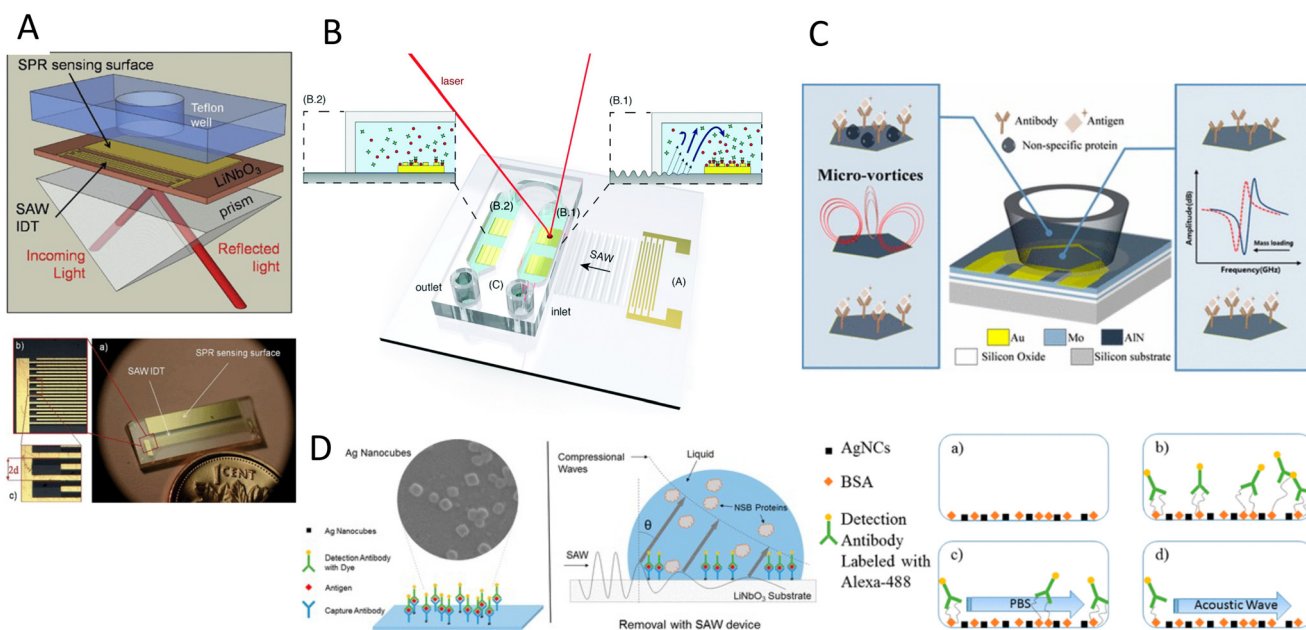 A
SPR sensing surface
Teflon
well
LiNbO3
SAW
IDT
prism
Incoming
Light
Reflected
light
b)
a)
SPR sensing surface
SAW IDT
2d
c)
1 CENT
B
laser
(B.2)
(B.1)
(B.2)
(B.1)
SAW
(A)
(C)
outlet
inlet
C
Antibody
Antigen
Non-specific protein
Micro-vortices
Amplitude(dB)
Mass loading
Frequency(GHz)
Au
Mo
AlN
Silicon Oxide
Silicon substrate
D
Ag Nanocubes
Ag Nanocubes
Detection Antibody
with Dye
Antigen
Capture Antibody
Compressional
Waves
Liquid
NSB Proteins
θ
SAW
LiNbO3 Substrate
Removal with SAW device
AgNCs
BSA
Detection
Antibody
Labeled with
Alexa-488
a)
b)
c)
PBS
d)
Acoustic Wave